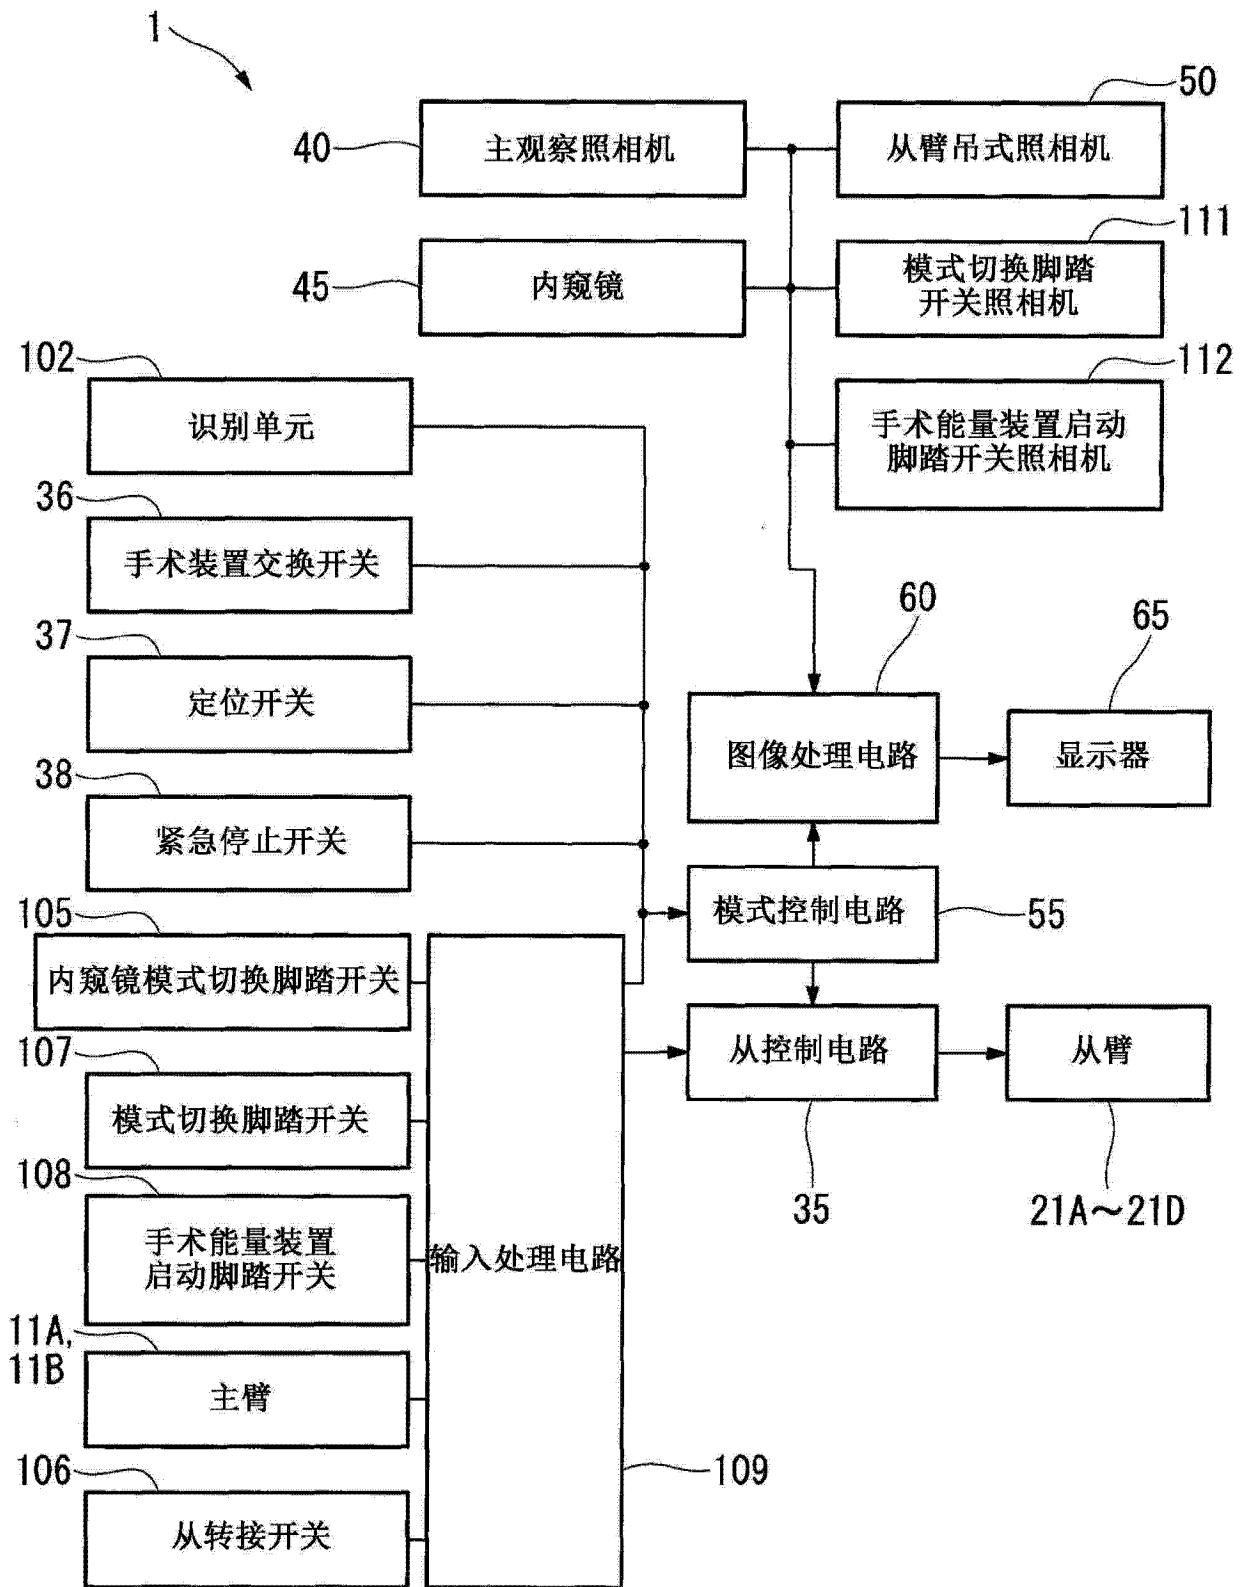 1
50
40
主观察照相机
从臂吊式照相机
111
45
内窥镜
模式切换脚踏
开关照相机
102
112
识别单元
手术能量装置启动
脚踏开关照相机
36
手术装置交换开关
37
60
65
定位开关
图像处理电路
显示器
38
紧急停止开关
105
模式控制电路
55
内窥镜模式切换脚踏开关
107
从控制电路
从臂
模式切换脚踏开关
108
35
21A～21D
手术能量装置
启动脚踏开关
输入处理电路
11A,
11B
主臂
106
109
从转接开关